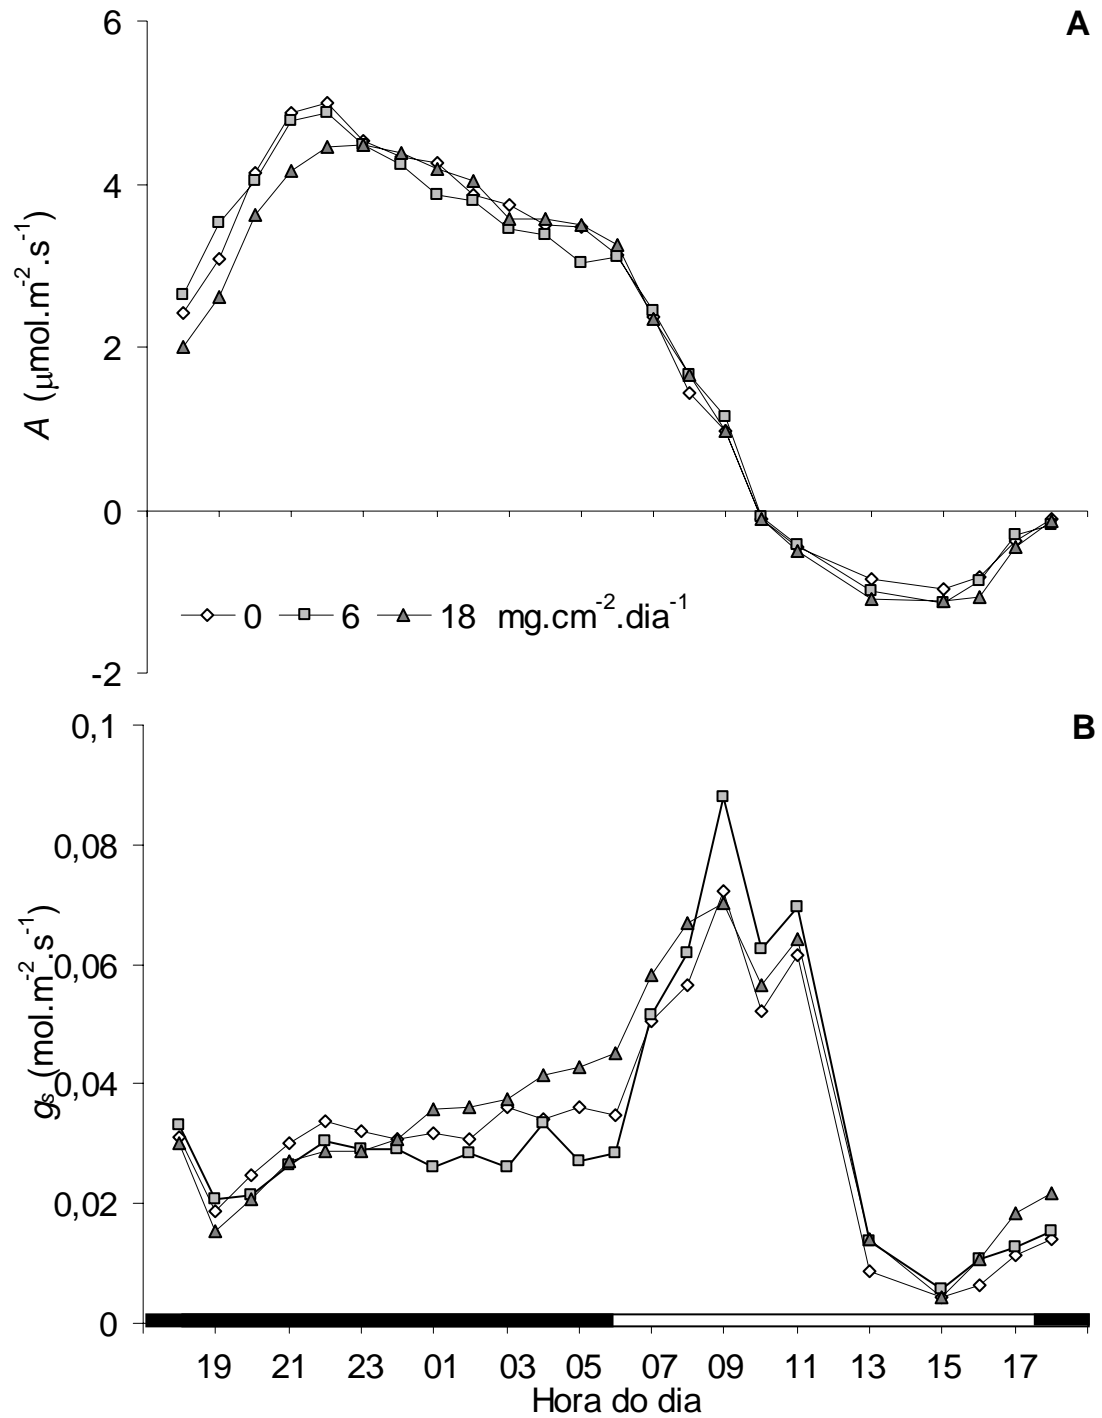 A
6
4
2
0
-2
A (μmol.m-2.s-1)
0 6 18 mg.cm-2.dia-1
B
0,1
0,08
0,06
0,04
0,02
0
gs (mol.m-2.s-1)
19 21 23 01 03 05 07 09 11 13 15 17
Hora do dia